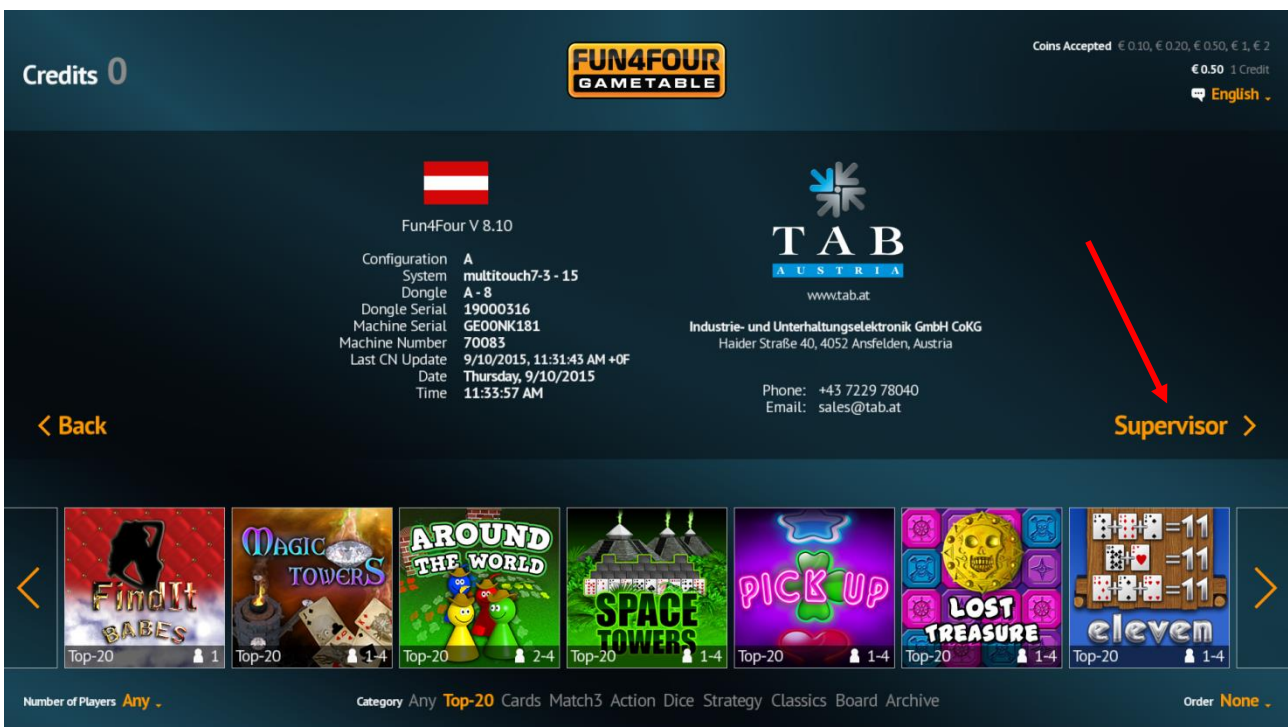 Credits 0
FUN4FOUR
GAMETABLE
Coins Accepted € 0.10, € 0.20, € 0.50, € 1, € 2
€ 0.50 1 Credit
English
Fun4Four V 8.10
Configuration A
System multitouch7-3 - 15
Dongle A - 8
Dongle Serial 19000316
Machine Serial GE00NK181
Machine Number 70083
Last CN Update 9/10/2015, 11:31:43 AM +0F
Date Thursday, 9/10/2015
Time 11:33:57 AM
TAB
AUSTRIA
www.tab.at
Industrie- und Unterhaltungselektronik GmbH CoKG
Haider Straße 40, 4052 Ansfelden, Austria
Phone: +43 7229 78040
Email: sales@tab.at
< Back
Supervisor >
FindIt
BABES
Top-20 1
MAGIC
TOWERS
Top-20 1-4
AROUND
THE WORLD
Top-20 2-4
SPACE
TOWERS
Top-20 1-4
PICK UP
Top-20 1-4
LOST
TREASURE
Top-20 1-4
=11
=11
=11
eleven
Top-20 1-4
Number of Players Any
Category Any Top-20 Cards Match3 Action Dice Strategy Classics Board Archive
Order None